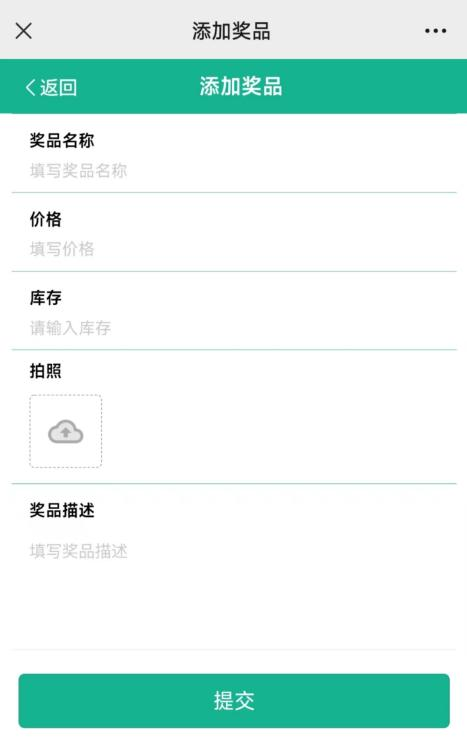 添加奖品
返回
添加奖品
奖品名称
填写奖品名称
价格
填写价格
库存
请输入库存
拍照
奖品描述
填写奖品描述
提交